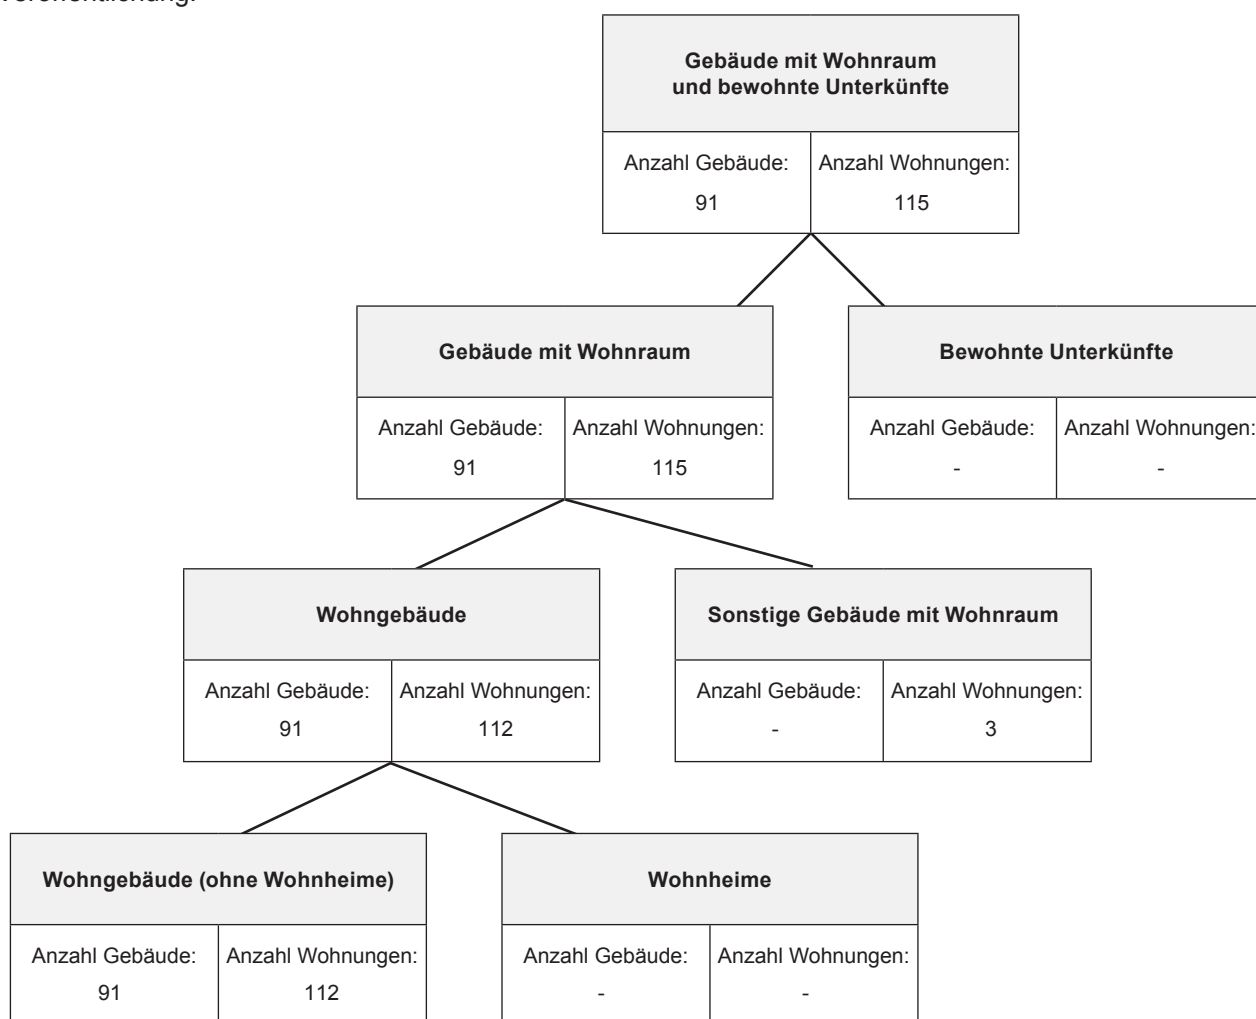 Gebäude mit Wohnraum
und bewohnte Unterkünfte
Anzahl Gebäude: Anzahl Wohnungen:
91 115
Gebäude mit Wohnraum
Bewohnte Unterkünfte
Anzahl Gebäude: Anzahl Wohnungen:
91 115
Anzahl Gebäude: Anzahl Wohnungen:
- -
Wohngebäude
Sonstige Gebäude mit Wohnraum
Anzahl Gebäude: Anzahl Wohnungen:
91 112
Anzahl Gebäude: Anzahl Wohnungen:
- 3
Wohngebäude (ohne Wohnheime)
Wohnheime
Anzahl Gebäude: Anzahl Wohnungen:
91 112
Anzahl Gebäude: Anzahl Wohnungen:
- -